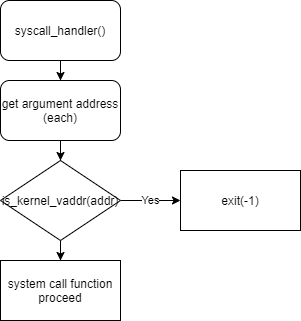 syscall_handler()
get argument address
(each)
is_kernel_vaddr(addr)
Yes
exit(-1)
system call function
proceed